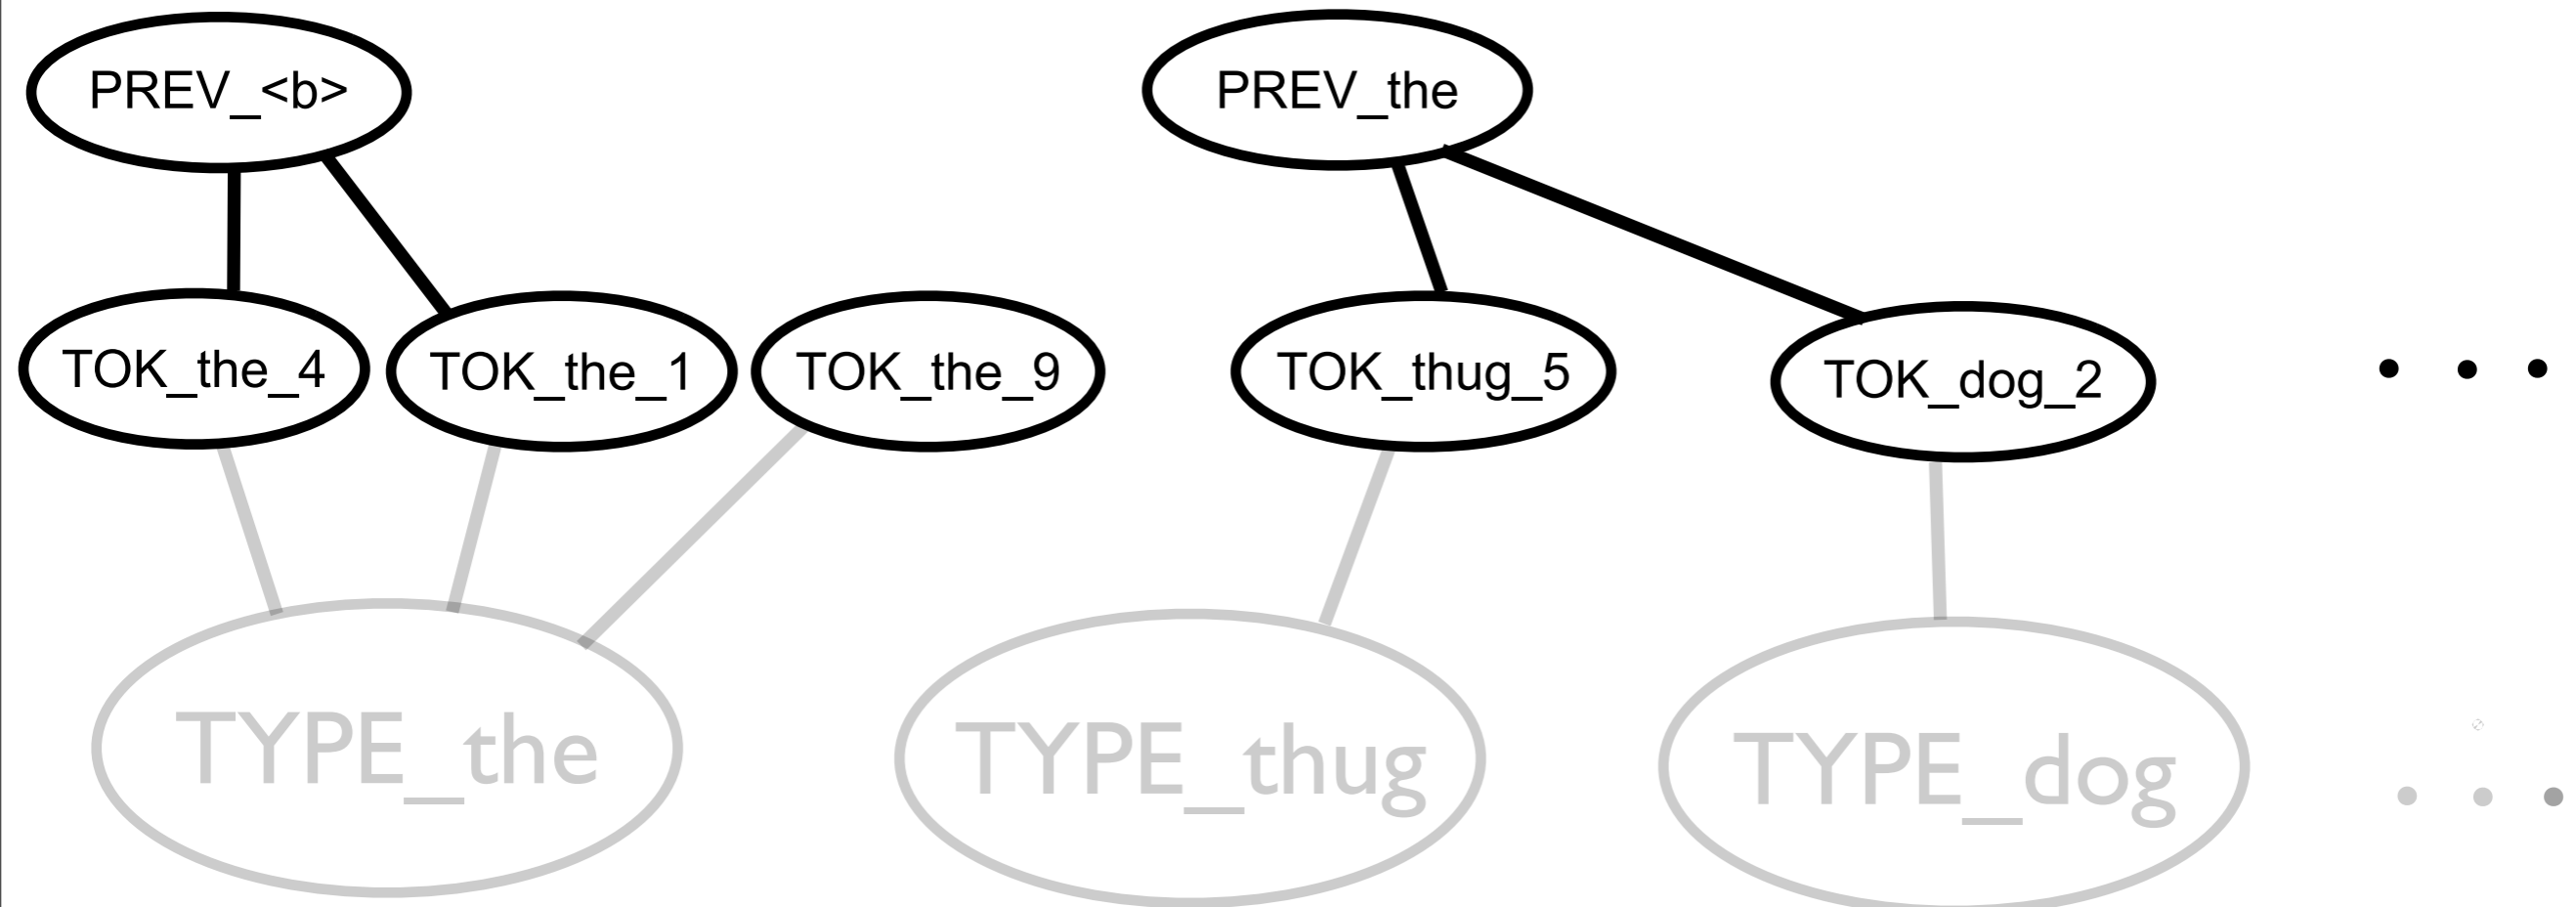 PREV_<b>
PREV_the
TOK_the_4
TOK_the_1
TOK_the_9
TOK_thug_5
TOK_dog_2
. . .
TYPE_the
TYPE_thug
TYPE_dog
. . .